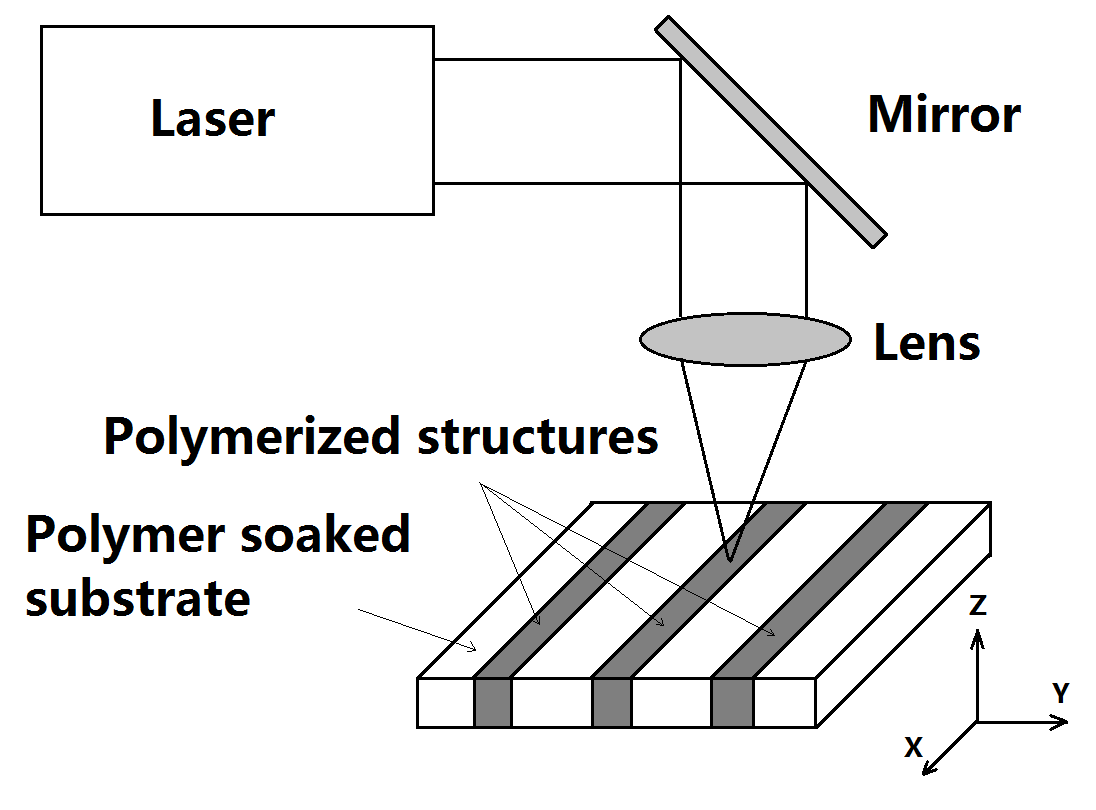 Laser
Mirror
Lens
Polymerized structures
Polymer soaked
substrate
Z
Y
X